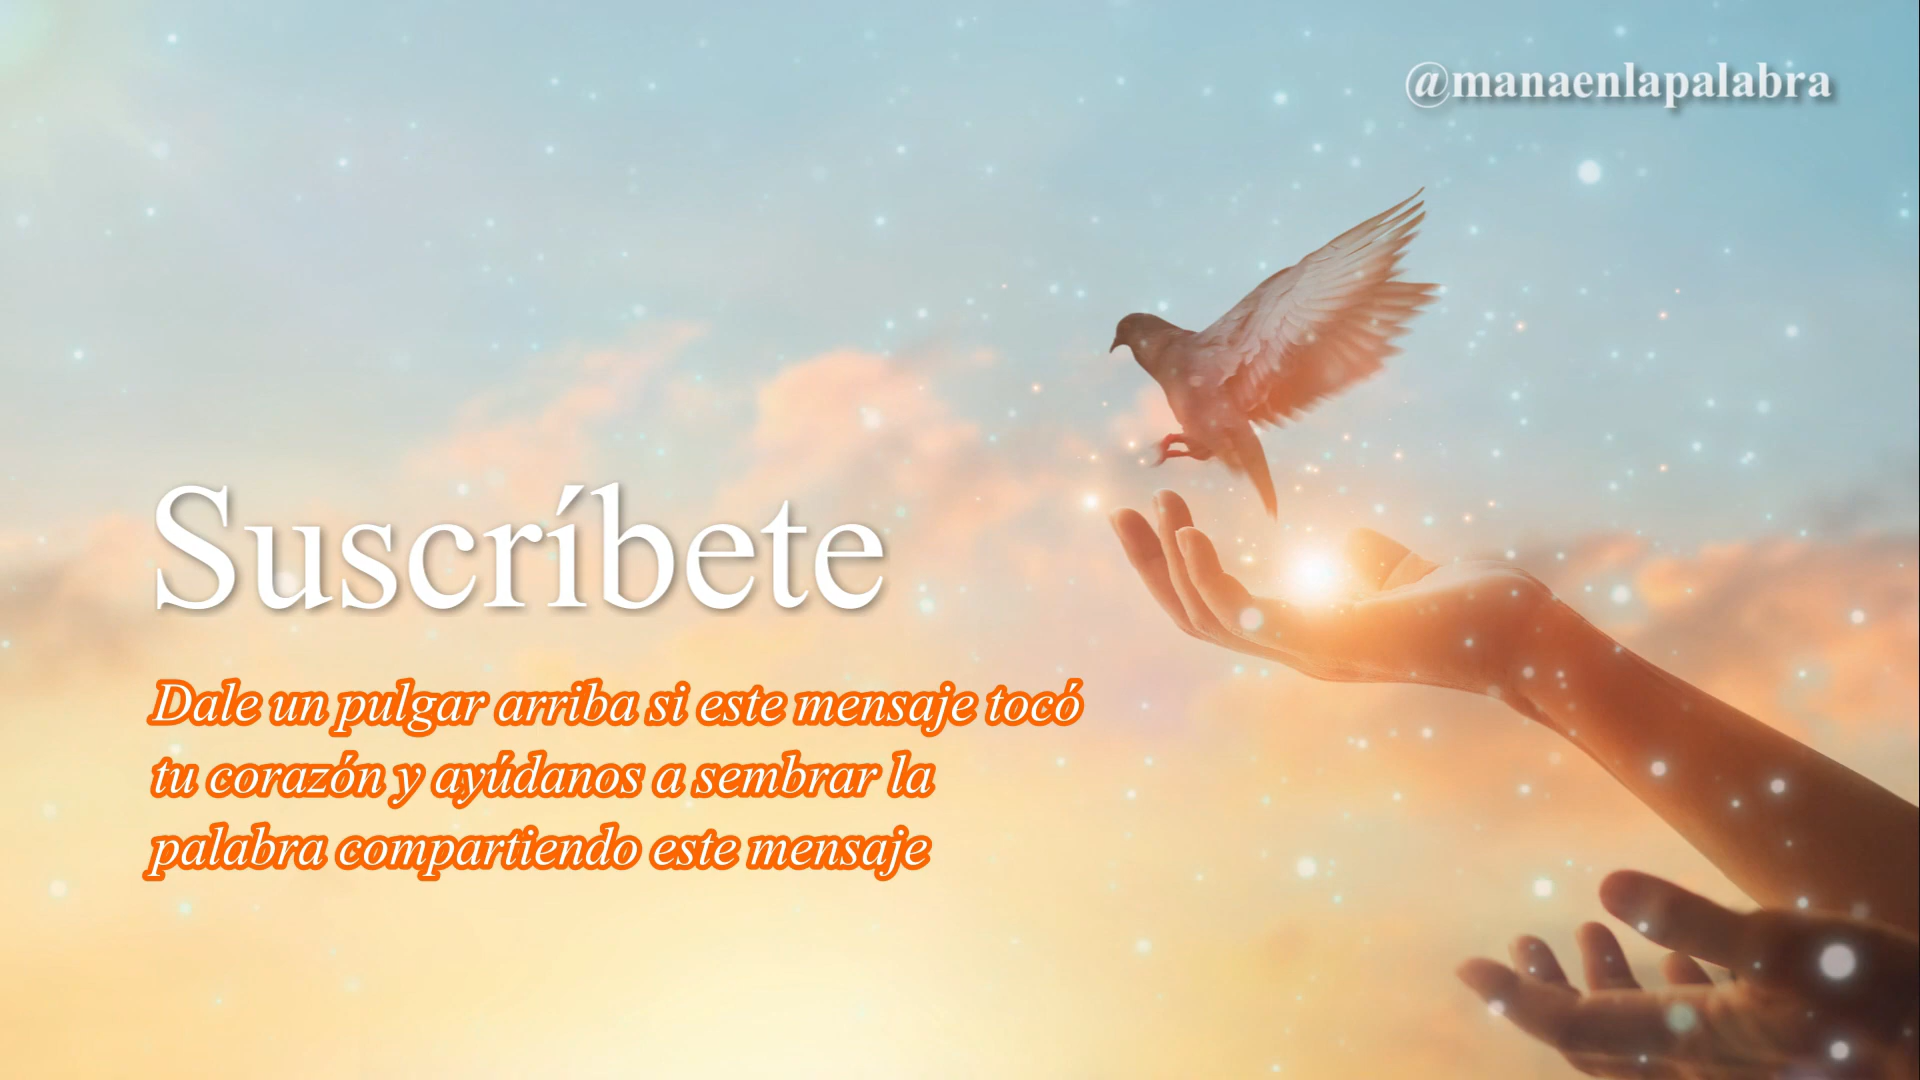 @manaenlapalabra
Suscríbete
Dale un pulgar arriba si este mensaje tocó
tu corazón y ayúdanos a sembrar la
palabra compartiendo este mensaje